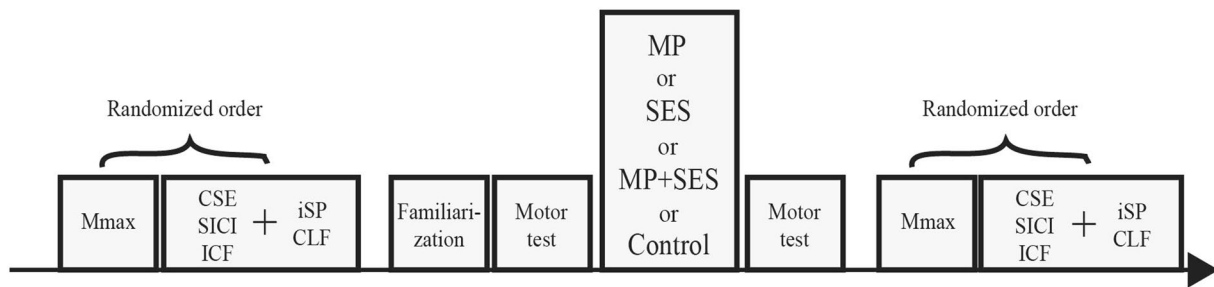 Randomized order
Mmax
CSE
SICI
ICF
+
iSP
CLF
Familiari-
zation
Motor
test
MP
or
SES
or
MP+SES
or
Control
Motor
test
Randomized order
Mmax
CSE
SICI
ICF
+
iSP
CLF